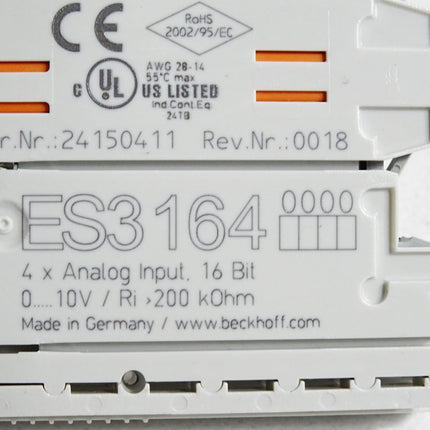 CE
RoHS
2002/95/EC
AWG 28-14
55°C max
c UL US LISTED
Ind.Cont.Eq.
24TB
r.Nr.:24150411 Rev.Nr.:0018
ES3164 0000
4 x Analog Input, 16 Bit
0.....10V / Ri >200 kOhm
Made in Germany / www.beckhoff.com